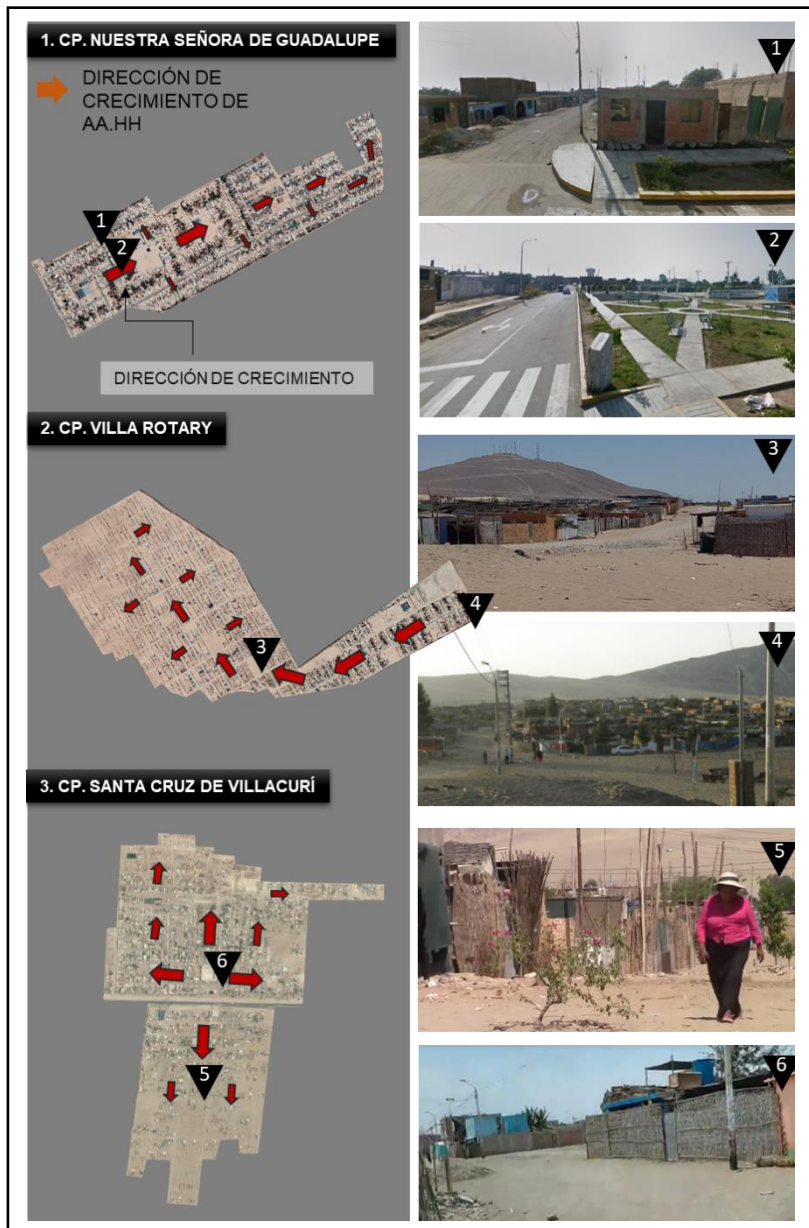 1. CP. NUESTRA SEÑORA DE GUADALUPE
DIRECCIÓN DE
CRECIMIENTO DE
AA.HH
1
2
DIRECCIÓN DE CRECIMIENTO
1
2
2. CP. VILLA ROTARY
3
4
3
4
3. CP. SANTA CRUZ DE VILLACURÍ
6
5
5
6